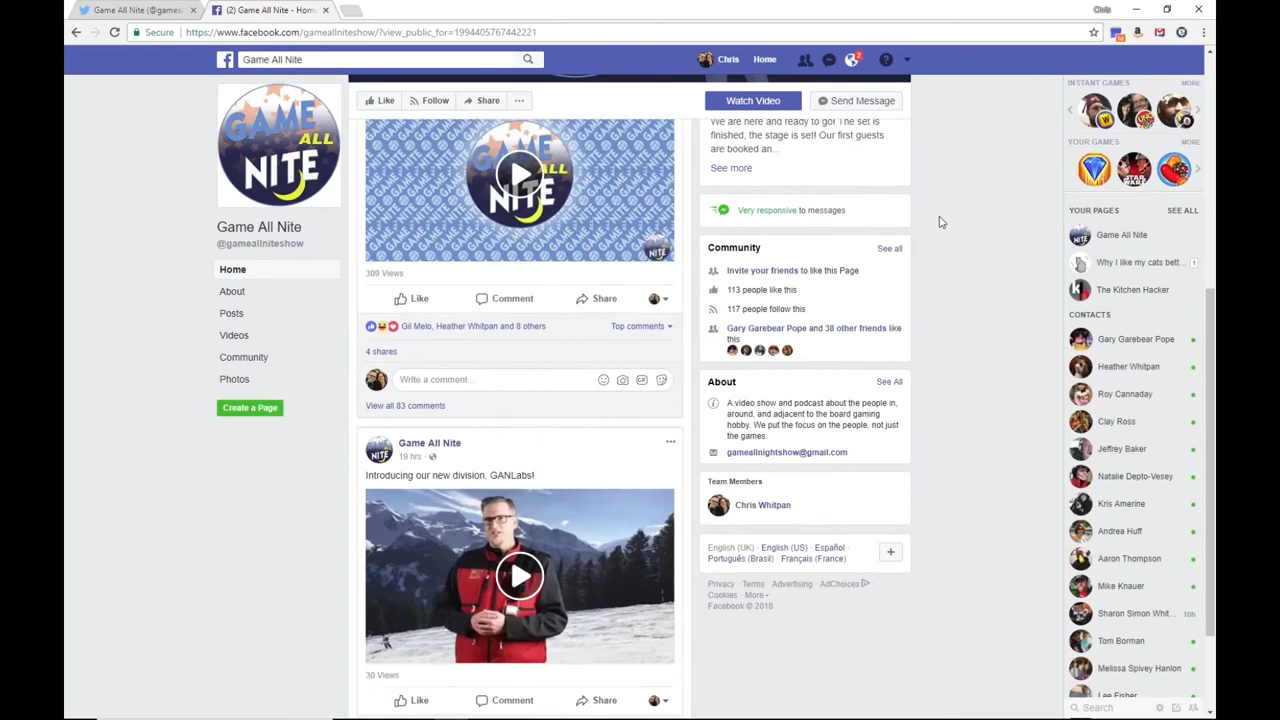 Game All Nite (@gameal
(2) Game All Nite - Hom
Chris
Secure
https://www.facebook.com/gameallniteshow/?view_public_for=1994405767442221
Game All Nite
Chris
Home
2
GAME
ALL
NITE
Game All Nite
@gameallniteshow
Home
About
Posts
Videos
Community
Photos
Create a Page
Like
Follow
Share
Watch Video
Send Message
GAME
ALL
NITE
309 Views
Like
Comment
Share
Gil Melo, Heather Whitpan and 8 others
Top comments
4 shares
Write a comment...
View all 83 comments
Game All Nite
19 hrs
Introducing our new division, GANLabs!
30 Views
Like
Comment
Share
We are here and ready to go! The set is
finished, the stage is set! Our first guests
are booked an...
See more
Very responsive to messages
Community
See all
Invite your friends to like this Page
113 people like this
117 people follow this
Gary Garebear Pope and 38 other friends like
this
About
See All
A video show and podcast about the people in,
around, and adjacent to the board gaming
hobby. We put the focus on the people, not just
the games.
gameallnightshow@gmail.com
Team Members
Chris Whitpan
English (UK) · English (US) · Español ·
Português (Brasil) · Français (France)
Privacy · Terms · Advertising · AdChoices ·
Cookies · More
Facebook © 2018
INSTANT GAMES
MORE
YOUR GAMES
MORE
YOUR PAGES
SEE ALL
Game All Nite
Why I like my cats bett...
1
The Kitchen Hacker
CONTACTS
Gary Garebear Pope
Heather Whitpan
Roy Cannaday
Clay Ross
Jeffrey Baker
Natalie Depto-Vesey
Kris Amerine
Andrea Huff
Aaron Thompson
Mike Knauer
Sharon Simon Whit...
10h
Tom Borman
Melissa Spivey Hanlon
Lee Fisher
Search